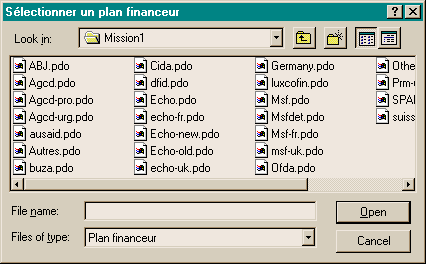 Sélectionner un plan financeur
Look in: Mission1
ABJ.pdo Cida.pdo Germany.pdo Othe
Agcd.pdo dfid.pdo luxcofin.pdo Prm-
Agcd-pro.pdo Echo.pdo Msf.pdo SPAI
Agcd-urg.pdo echo-fr.pdo Msfdet.pdo suiss
ausaid.pdo Echo-new.pdo Msf-fr.pdo
Autres.pdo Echo-old.pdo msf-uk.pdo
buza.pdo echo-uk.pdo Ofda.pdo
File name: Open
Files of type: Plan financeur Cancel